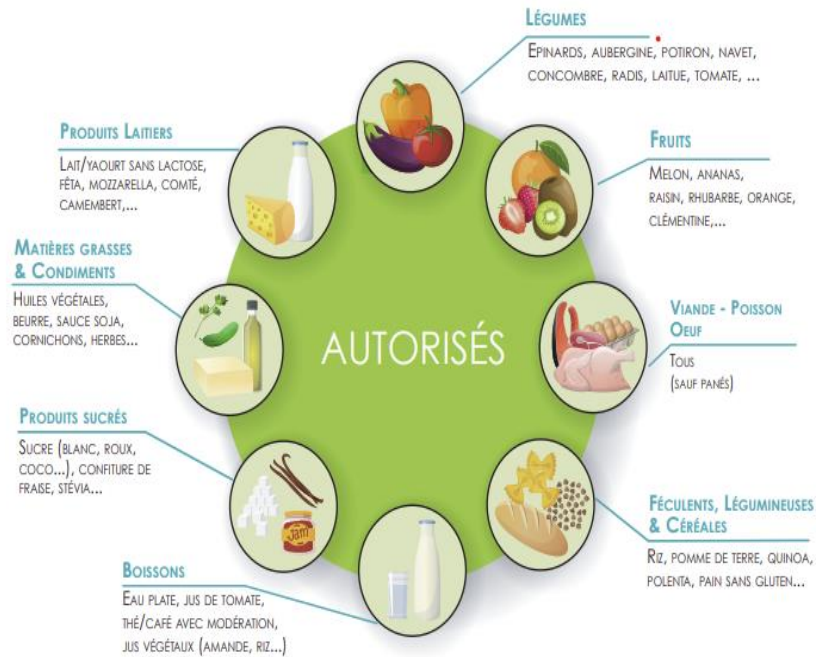 LÉGUMES
EPINARDS, AUBERGINE, POTIRON, NAVET,
CONCOMBRE, RADIS, LAITUE, TOMATE, ...
FRUITS
MELON, ANANAS,
RAISIN, RHUBARBE, ORANGE,
CLÉMENTINE,...
VIANDE - POISSON
OEUF
TOUS
(SAUF PANÉS)
FÉCULENTS, LÉGUMINEUSES
& CÉRÉALES
RIZ, POMME DE TERRE, QUINOA,
POLENTA, PAIN SANS GLUTEN...
BOISSONS
EAU PLATE, JUS DE TOMATE,
THÉ/CAFÉ AVEC MODÉRATION,
JUS VÉGÉTAUX (AMANDE, RIZ...)
PRODUITS SUCRÉS
SUCRE (BLANC, ROUX,
COCO...), CONFITURE DE
FRAISE, STÉVIA...
MATIÈRES GRASSES
& CONDIMENTS
HUILES VÉGÉTALES,
BEURRE, SAUCE SOJA,
CORNICHONS, HERBES...
PRODUITS LAITIERS
LAIT/YAOURT SANS LACTOSE,
FÊTA, MOZZARELLA, COMTÉ,
CAMEMBERT,...
AUTORISÉS
Jam